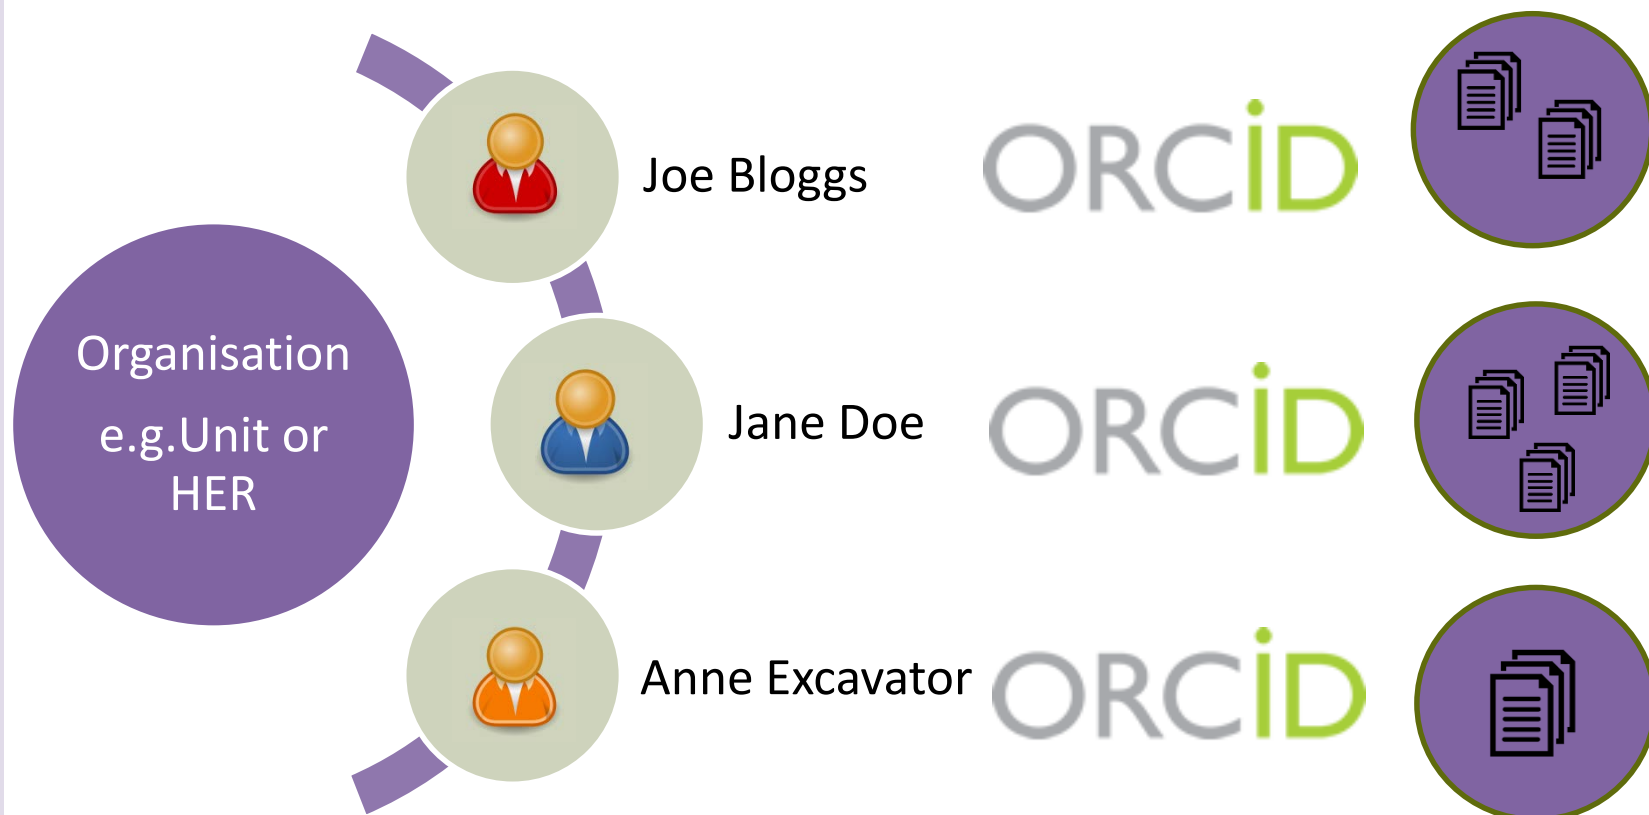 Organisation
e.g.Unit or
HER
Joe Bloggs
ORCiD
Jane Doe
ORCiD
Anne Excavator
ORCiD